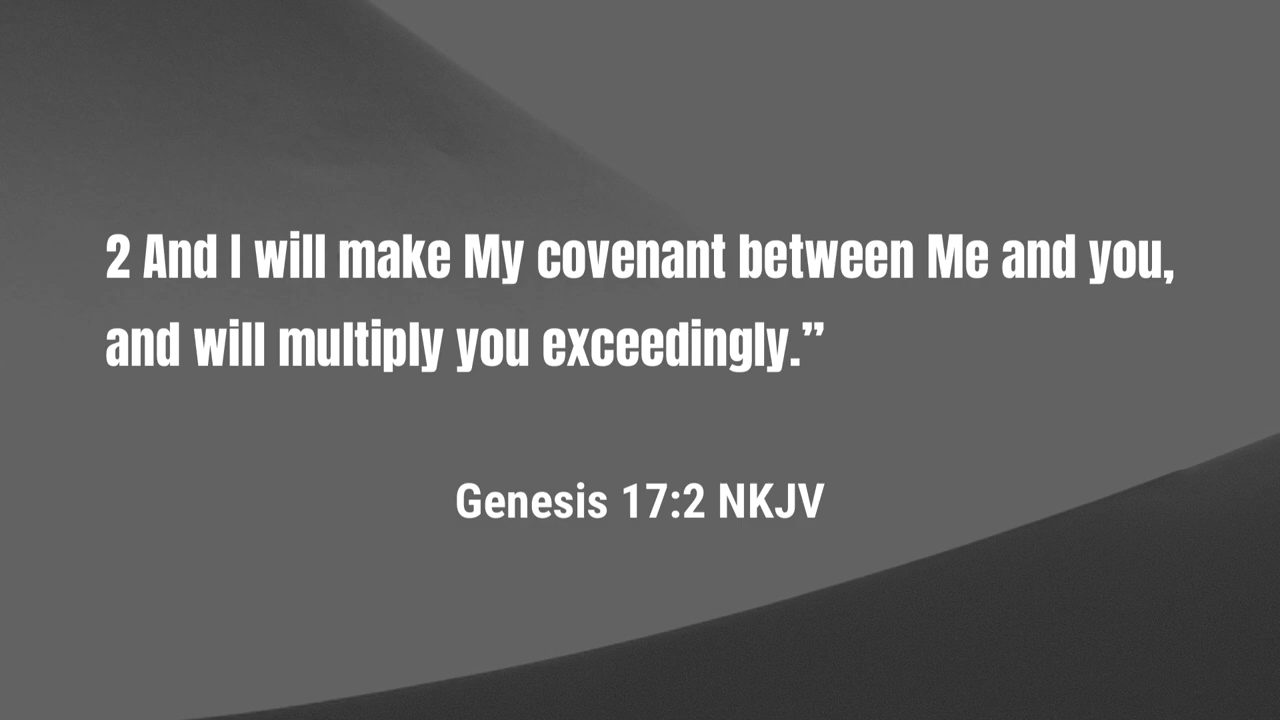 2 And I will make My covenant between Me and you,
and will multiply you exceedingly.”
Genesis 17:2 NKJV